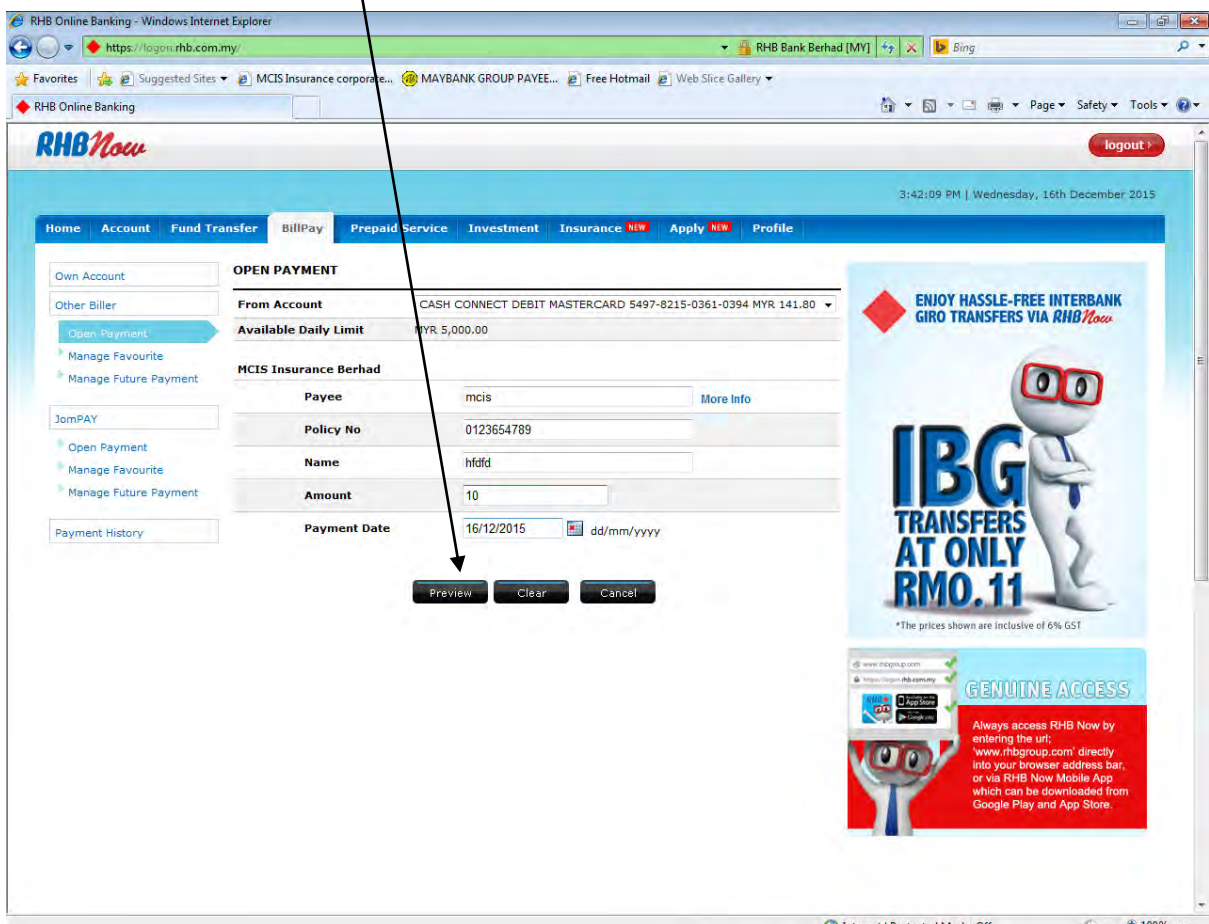 RHB Online Banking - Windows Internet Explorer
https://logon.rhb.com.my/ RHB Bank Berhad [MY] Bing
Favorites Suggested Sites MCIS Insurance corporate... MAYBANK GROUP PAYEE... Free Hotmail Web Slice Gallery
RHB Online Banking Page Safety Tools
RHB Now logout
3:42:09 PM | Wednesday, 16th December 2015
Home Account Fund Transfer BillPay Prepaid Service Investment Insurance NEW Apply NEW Profile
Own Account
Other Biller
Open Payment
Manage Favourite
Manage Future Payment
JomPAY
Open Payment
Manage Favourite
Manage Future Payment
Payment History
OPEN PAYMENT
From Account CASH CONNECT DEBIT MASTERCARD 5497-8215-0361-0394 MYR 141.80
Available Daily Limit MYR 5,000.00
MCIS Insurance Berhad
Payee mcis More Info
Policy No 0123654789
Name hfdfd
Amount 10
Payment Date 16/12/2015 dd/mm/yyyy
Preview Clear Cancel
ENJOY HASSLE-FREE INTERBANK
GIRO TRANSFERS VIA RHB Now
IBG
TRANSFERS
AT ONLY
RM0.11
*The prices shown are inclusive of 6% GST
GENUINE ACCESS
Always access RHB Now by
entering the url;
'www.rhbgroup.com' directly
into your browser address bar,
or via RHB Now Mobile App
which can be downloaded from
Google Play and App Store.